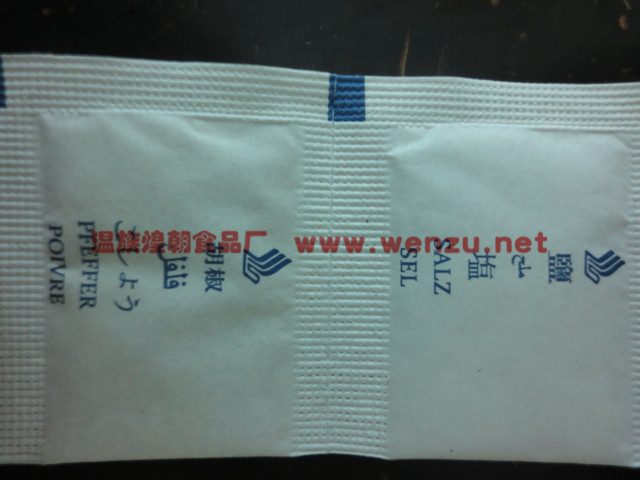 温族煌朝食品厂 www.wenzu.net
胡椒
فلفل
こしょう
PFEFFER
POIVRE
鹽
ملح
塩
SALZ
SEL